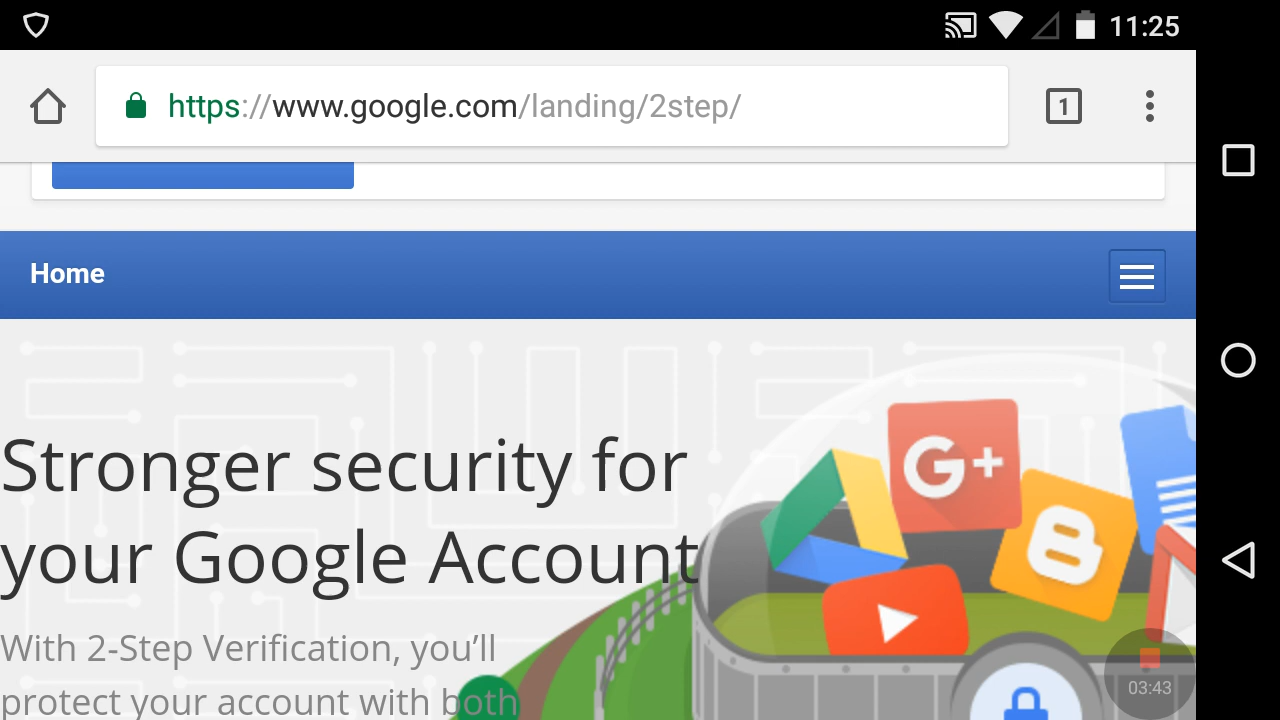 11:25
https://www.google.com/landing/2step/
1
Home
Stronger security for
your Google Account
G+
With 2-Step Verification, you’ll
protect your account with both
03:43